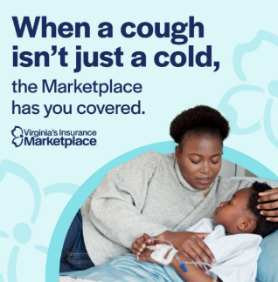 When a cough
isn't just a cold,
the Marketplace
has you covered.
Virginia's Insurance
Marketplace